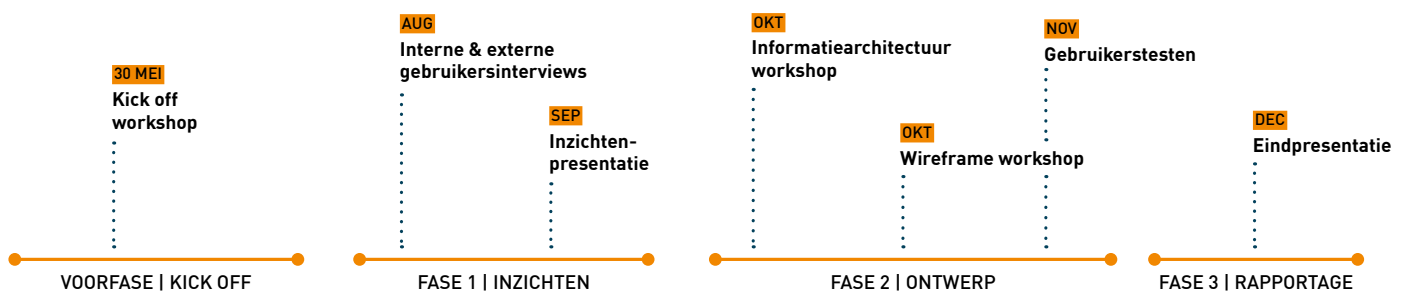 30 MEI
Kick off
workshop
VOORFASE | KICK OFF
AUG
Interne & externe
gebruikersinterviews
SEP
Inzichten-
presentatie
FASE 1 | INZICHTEN
OKT
Informatiearchitectuur
workshop
OKT
Wireframe workshop
NOV
Gebruikerstesten
FASE 2 | ONTWERP
DEC
Eindpresentatie
FASE 3 | RAPPORTAGE